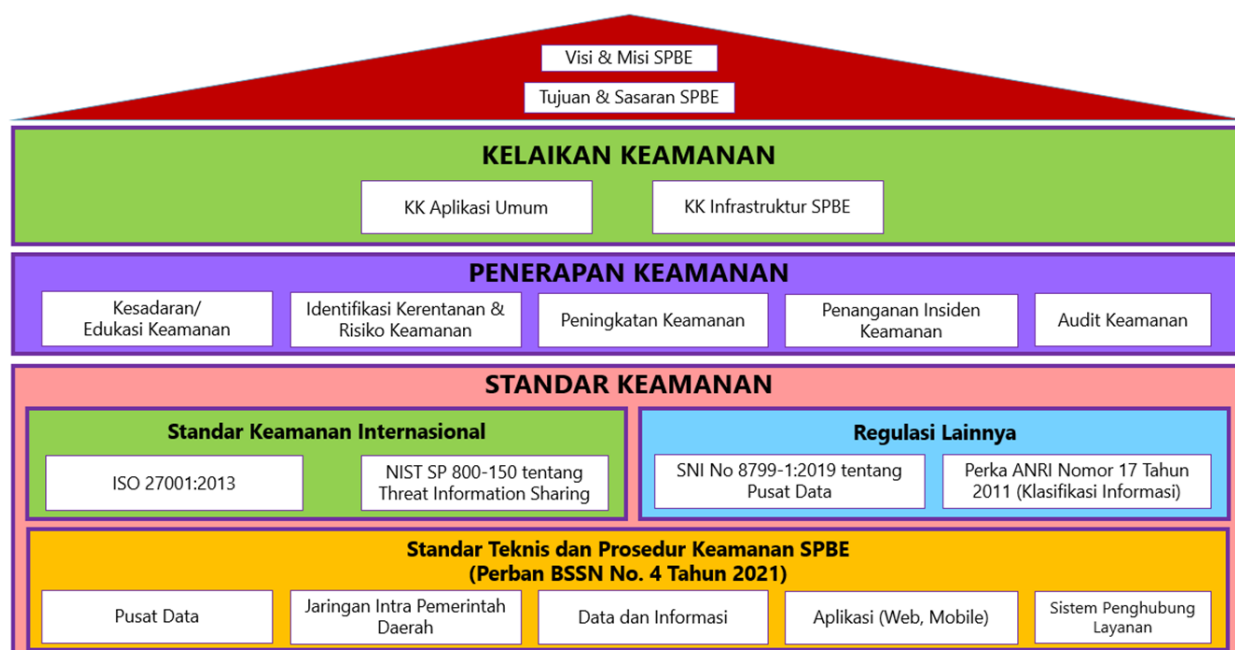 Visi & Misi SPBE
Tujuan & Sasaran SPBE
KELAIKAN KEAMANAN
KK Aplikasi Umum
KK Infrastruktur SPBE
PENERAPAN KEAMANAN
Kesadaran/
Edukasi Keamanan
Identifikasi Kerentanan &
Risiko Keamanan
Peningkatan Keamanan
Penanganan Insiden
Keamanan
Audit Keamanan
STANDAR KEAMANAN
Standar Keamanan Internasional
ISO 27001:2013
NIST SP 800-150 tentang
Threat Information Sharing
Regulasi Lainnya
SNI No 8799-1:2019 tentang
Pusat Data
Perka ANRI Nomor 17 Tahun
2011 (Klasifikasi Informasi)
Standar Teknis dan Prosedur Keamanan SPBE
(Perban BSSN No. 4 Tahun 2021)
Pusat Data
Jaringan Intra Pemerintah
Daerah
Data dan Informasi
Aplikasi (Web, Mobile)
Sistem Penghubung
Layanan